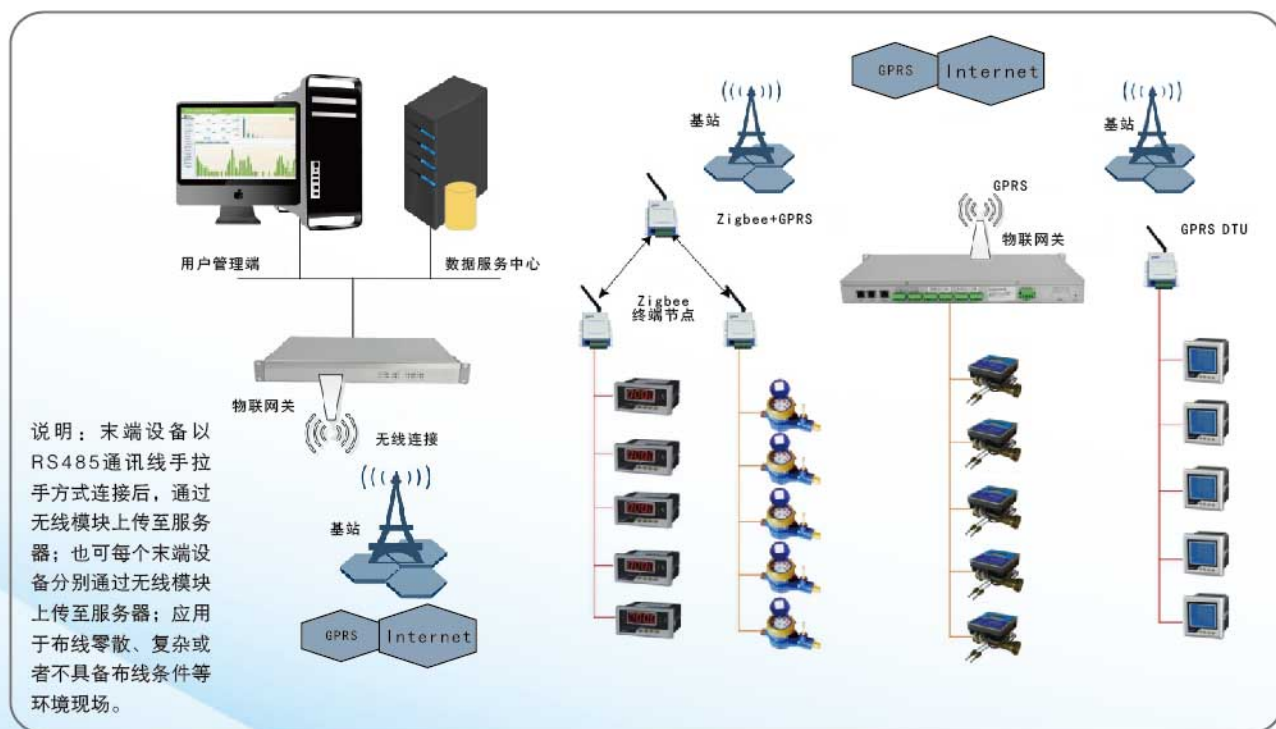 GPRS
Internet
基站
基站
GPRS
Zigbee+GPRS
物联网关
GPRS DTU
用户管理端
数据服务中心
Zigbee
终端节点
物联网关
无线连接
说明：末端设备以
RS485通讯线手拉
手方式连接后，通过
无线模块上传至服务
器；也可每个末端设
备分别通过无线模块
上传至服务器；应用
于布线零散、复杂或
者不具备布线条件等
环境现场。
基站
GPRS
Internet